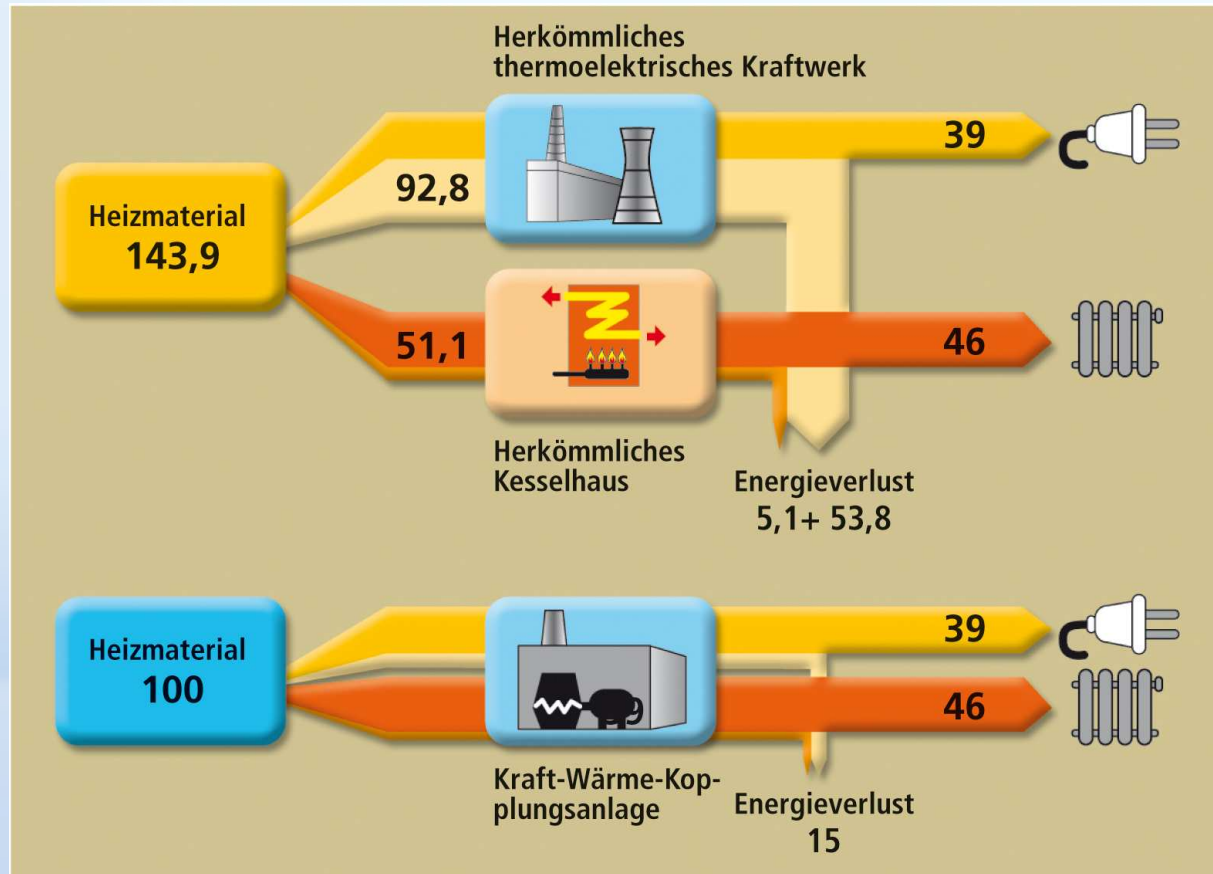 Herkömmliches
thermoelektrisches Kraftwerk
39
92,8
Heizmaterial
143,9
51,1
46
Herkömmliches
Kesselhaus
Energieverlust
5,1+ 53,8
39
Heizmaterial
100
46
Kraft-Wärme-Kop-
plungsanlage
Energieverlust
15